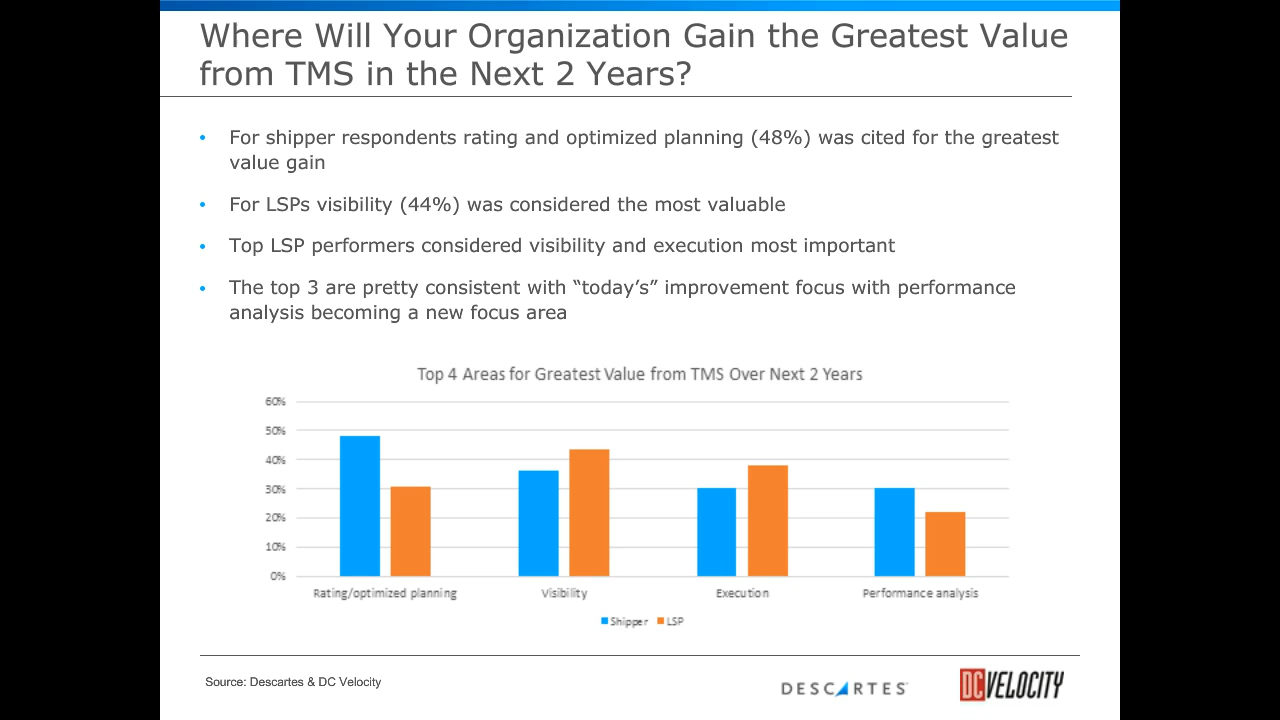 Where Will Your Organization Gain the Greatest Value
from TMS in the Next 2 Years?
• For shipper respondents rating and optimized planning (48%) was cited for the greatest
value gain
• For LSPs visibility (44%) was considered the most valuable
• Top LSP performers considered visibility and execution most important
• The top 3 are pretty consistent with “today’s” improvement focus with performance
analysis becoming a new focus area
Top 4 Areas for Greatest Value from TMS Over Next 2 Years
60%
50%
40%
30%
20%
10%
0%
Rating/optimized planning Visibility Execution Performance analysis
Shipper LSP
Source: Descartes & DC Velocity
DESCARTES
DC VELOCITY